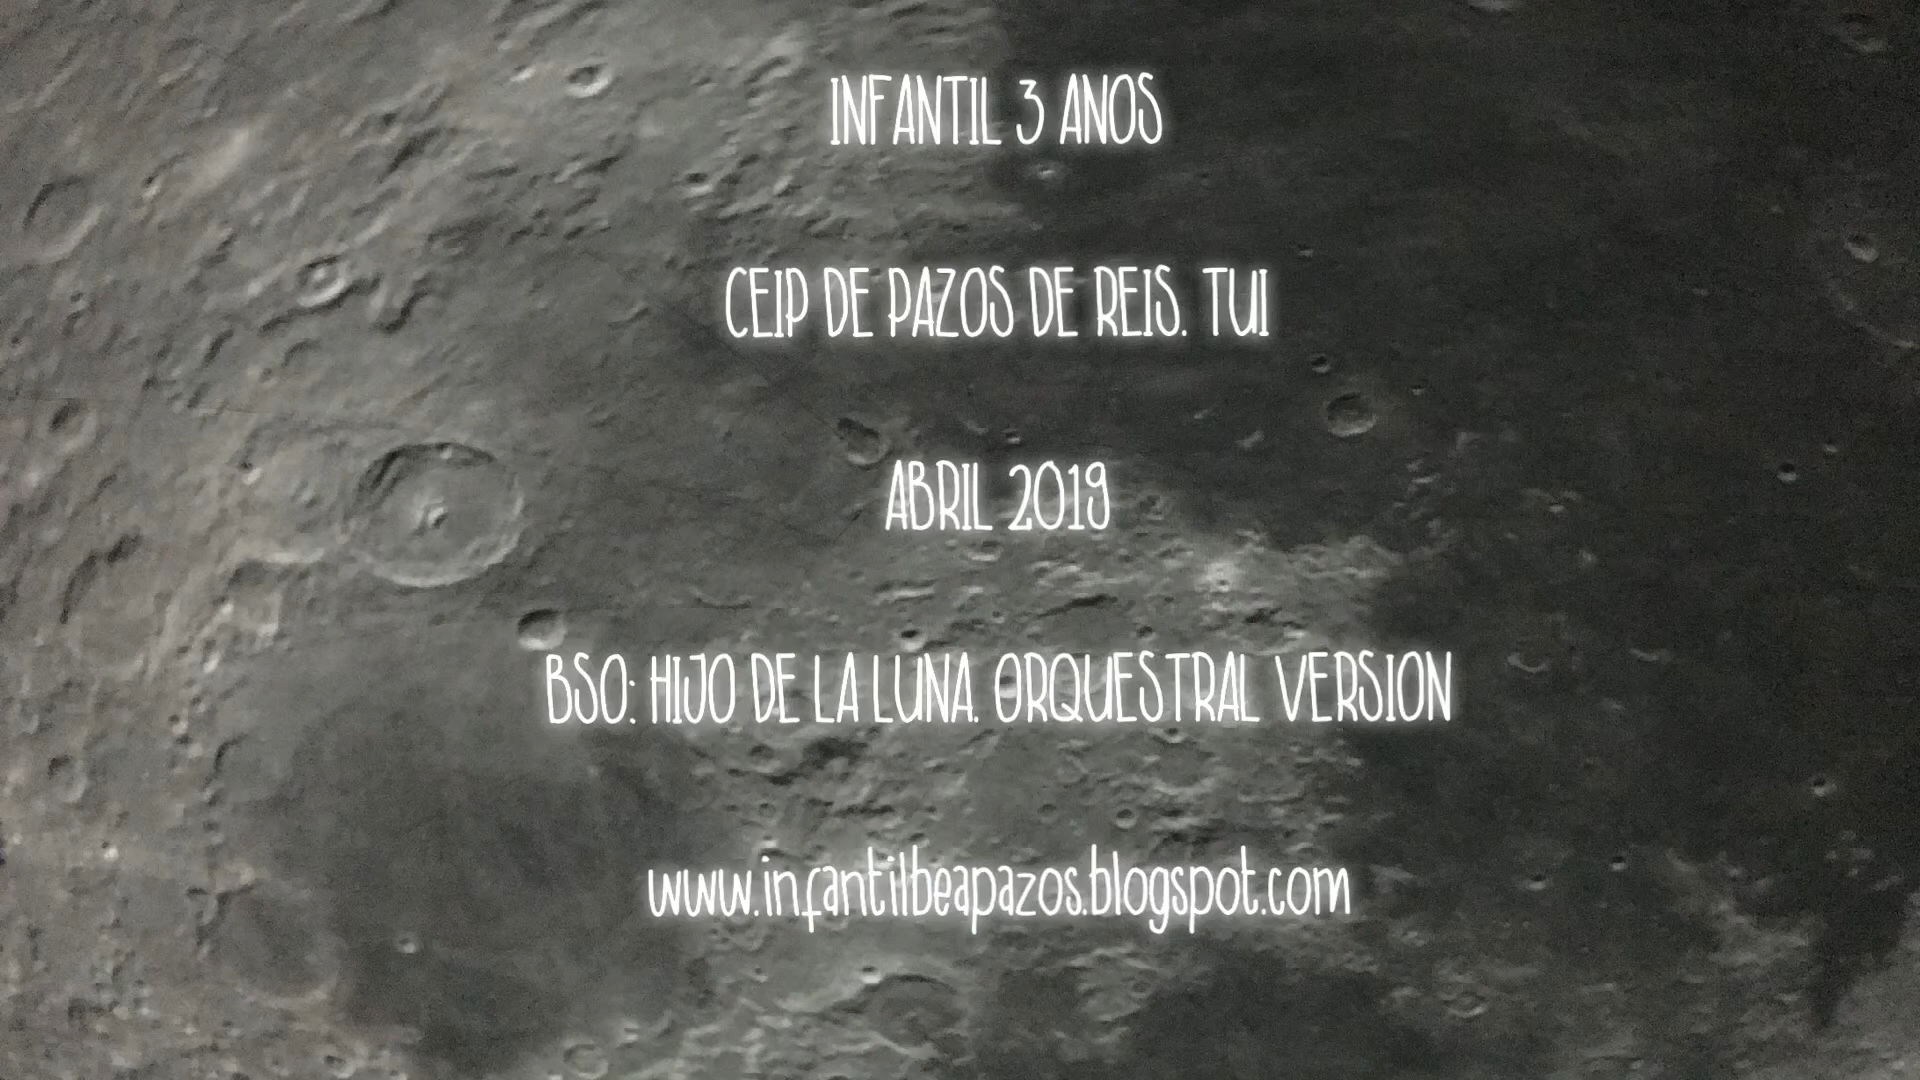 INFANTIL 3 ANOS
CEIP DE PAZOS DE REIS. TUI
ABRIL 2019
BSO: HIJO DE LA LUNA. ORQUESTRAL VERSION
www.infantilbeapazos.blogspot.com